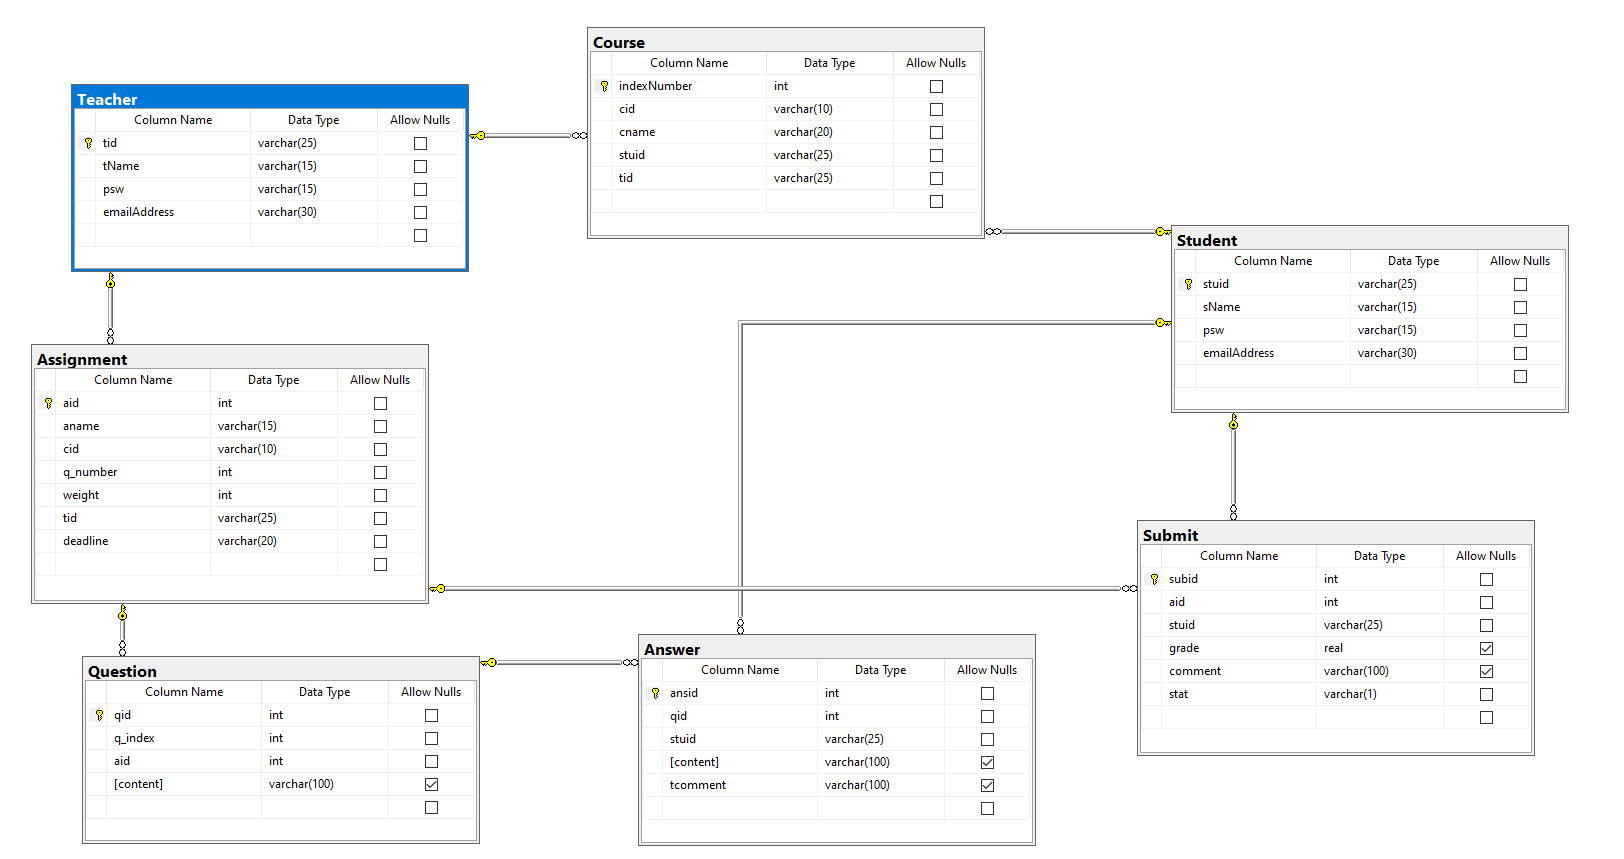 Course
Column Name Data Type Allow Nulls
indexNumber int
cid varchar(10)
cname varchar(20)
stuid varchar(25)
tid varchar(25)
Teacher
Column Name Data Type Allow Nulls
tid varchar(25)
tName varchar(15)
psw varchar(15)
emailAddress varchar(30)
Student
Column Name Data Type Allow Nulls
stuid varchar(25)
sName varchar(15)
psw varchar(15)
emailAddress varchar(30)
Assignment
Column Name Data Type Allow Nulls
aid int
aname varchar(15)
cid varchar(10)
q_number int
weight int
tid varchar(25)
deadline varchar(20)
Submit
Column Name Data Type Allow Nulls
subid int
aid int
stuid varchar(25)
grade real
comment varchar(100)
stat varchar(1)
Question
Column Name Data Type Allow Nulls
qid int
q_index int
aid int
[content] varchar(100)
Answer
Column Name Data Type Allow Nulls
ansid int
qid int
stuid varchar(25)
[content] varchar(100)
tcomment varchar(100)